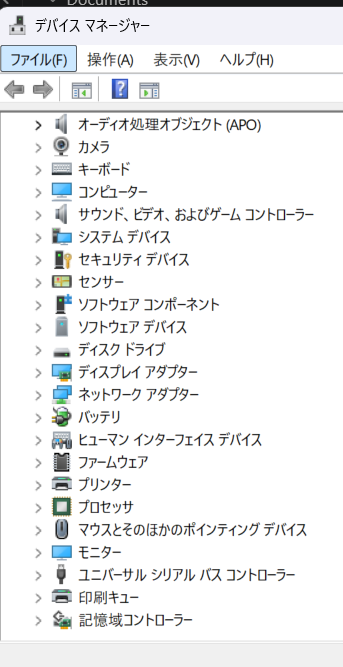 Documents
デバイス マネージャー
ファイル(F) 操作(A) 表示(V) ヘルプ(H)
オーディオ処理オブジェクト (APO)
カメラ
キーボード
コンピューター
サウンド、ビデオ、およびゲーム コントローラー
システム デバイス
セキュリティ デバイス
センサー
ソフトウェア コンポーネント
ソフトウェア デバイス
ディスク ドライブ
ディスプレイ アダプター
ネットワーク アダプター
バッテリ
ヒューマン インターフェイス デバイス
ファームウェア
プリンター
プロセッサ
マウスとそのほかのポインティング デバイス
モニター
ユニバーサル シリアル バス コントローラー
印刷キュー
記憶域コントローラー